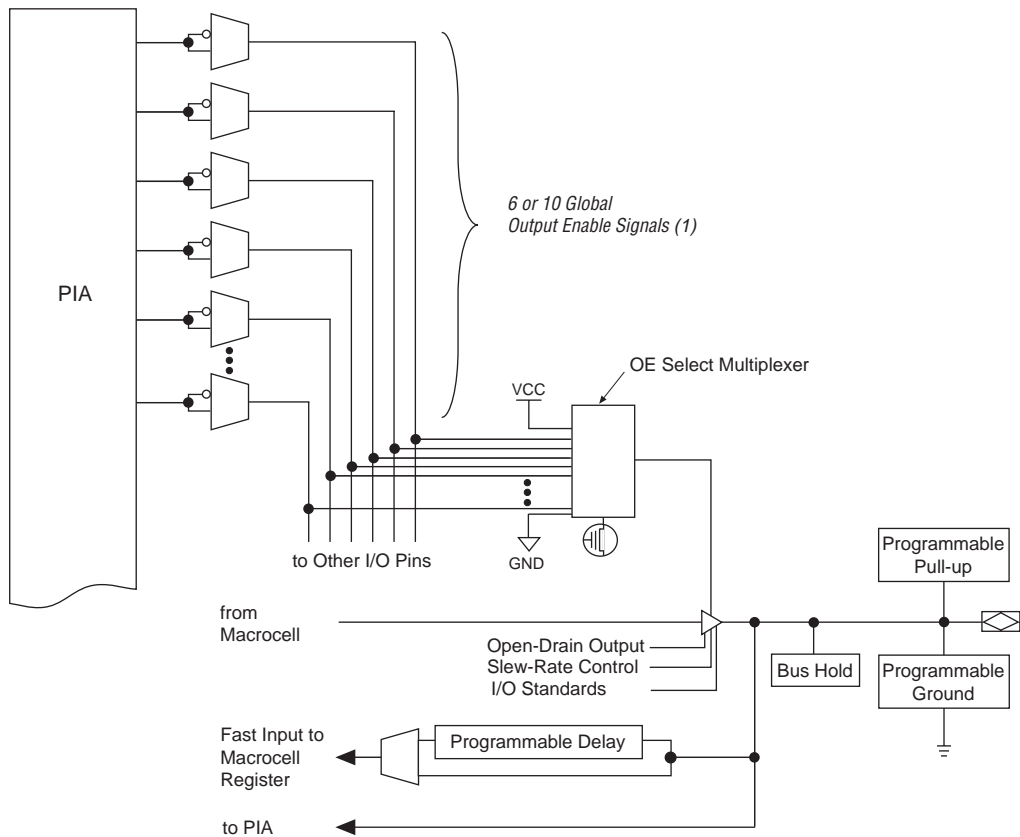 PIA
6 or 10 Global
Output Enable Signals (1)
OE Select Multiplexer
VCC
GND
to Other I/O Pins
from
Macrocell
Open-Drain Output
Slew-Rate Control
I/O Standards
Programmable
Pull-up
Bus Hold
Programmable
Ground
Fast Input to
Macrocell
Register
Programmable Delay
to PIA